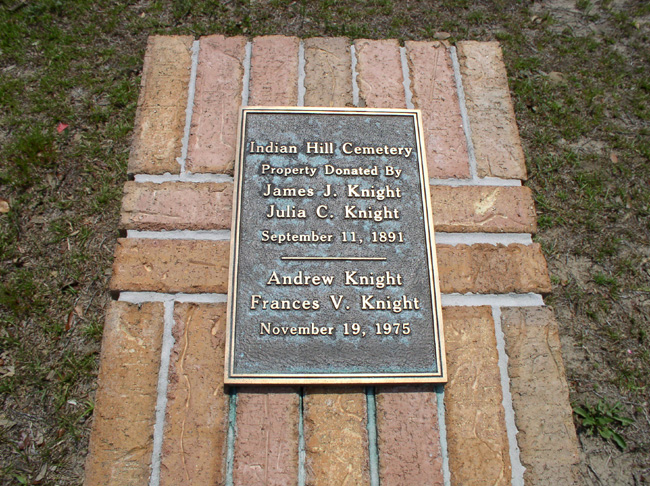 Indian Hill Cemetery
Property Donated By
James J. Knight
Julia C. Knight
September 11, 1891
Andrew Knight
Frances V. Knight
November 19, 1975